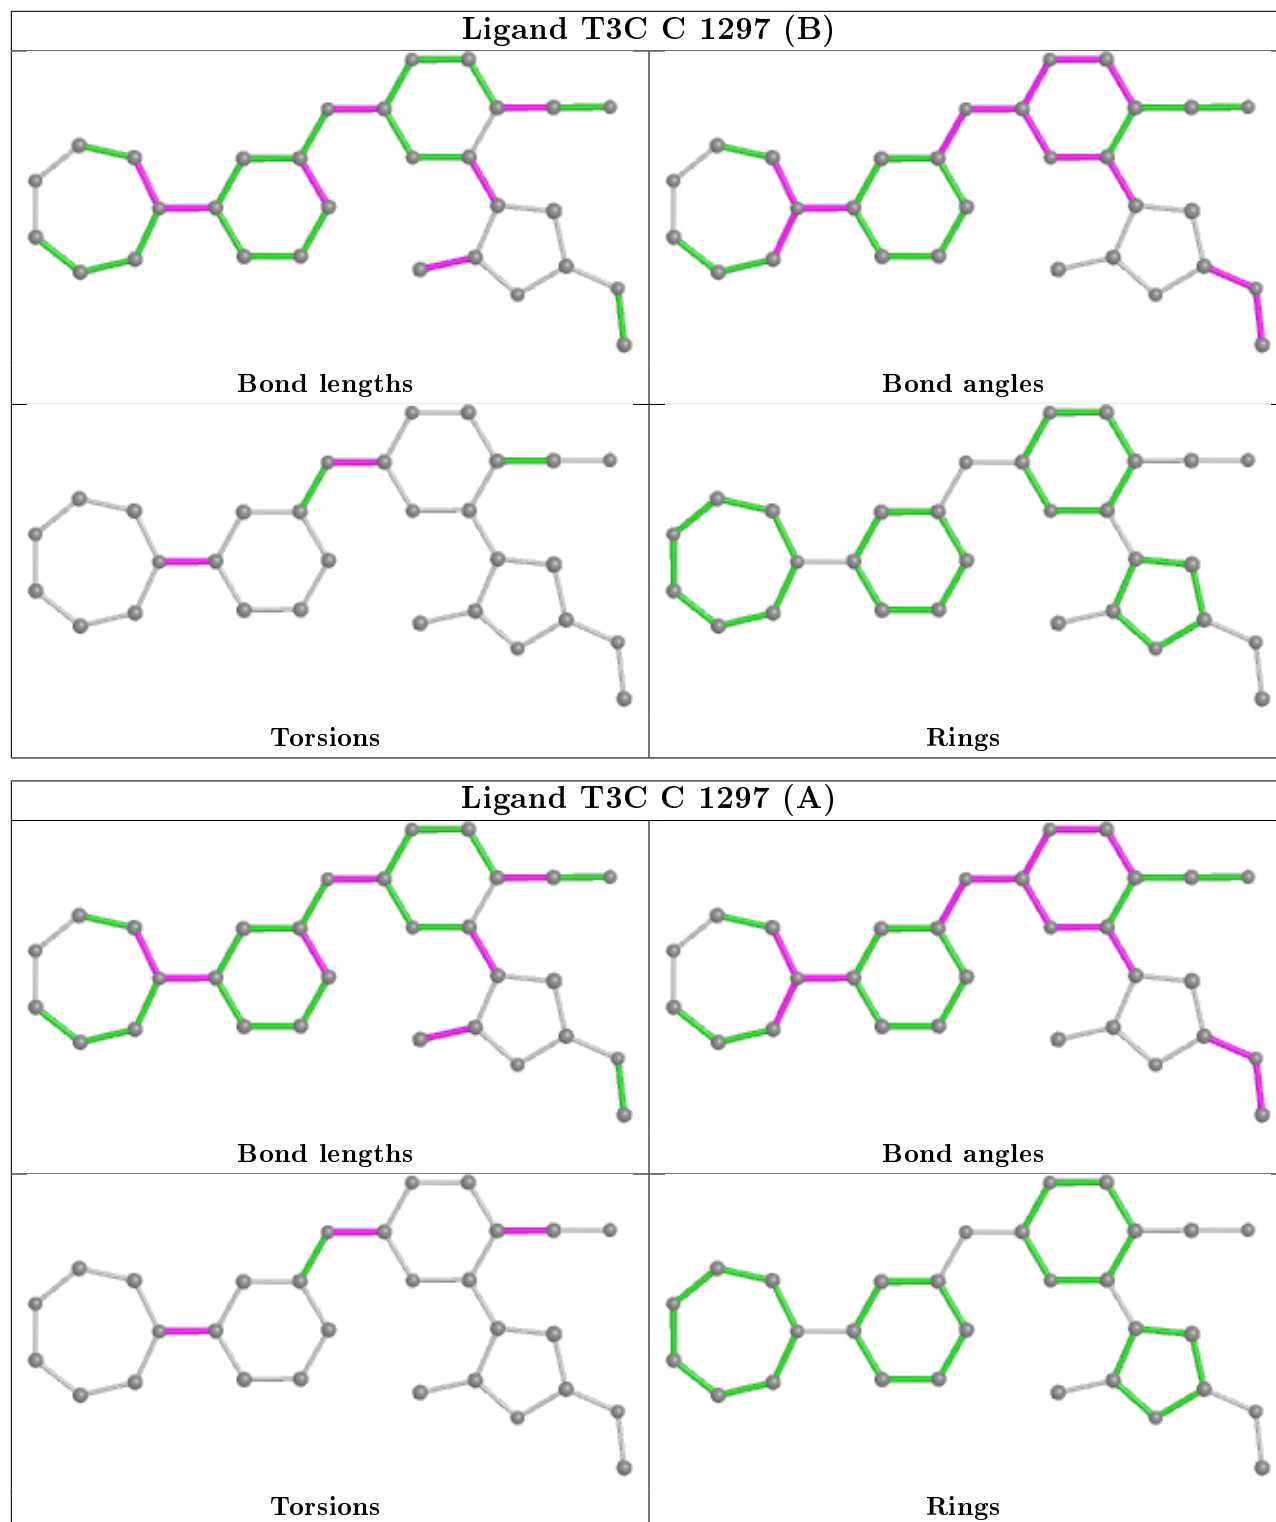 Ligand T3C C 1297 (B)
Bond lengths
Bond angles
Torsions
Rings
Ligand T3C C 1297 (A)
Bond lengths
Bond angles
Torsions
Rings